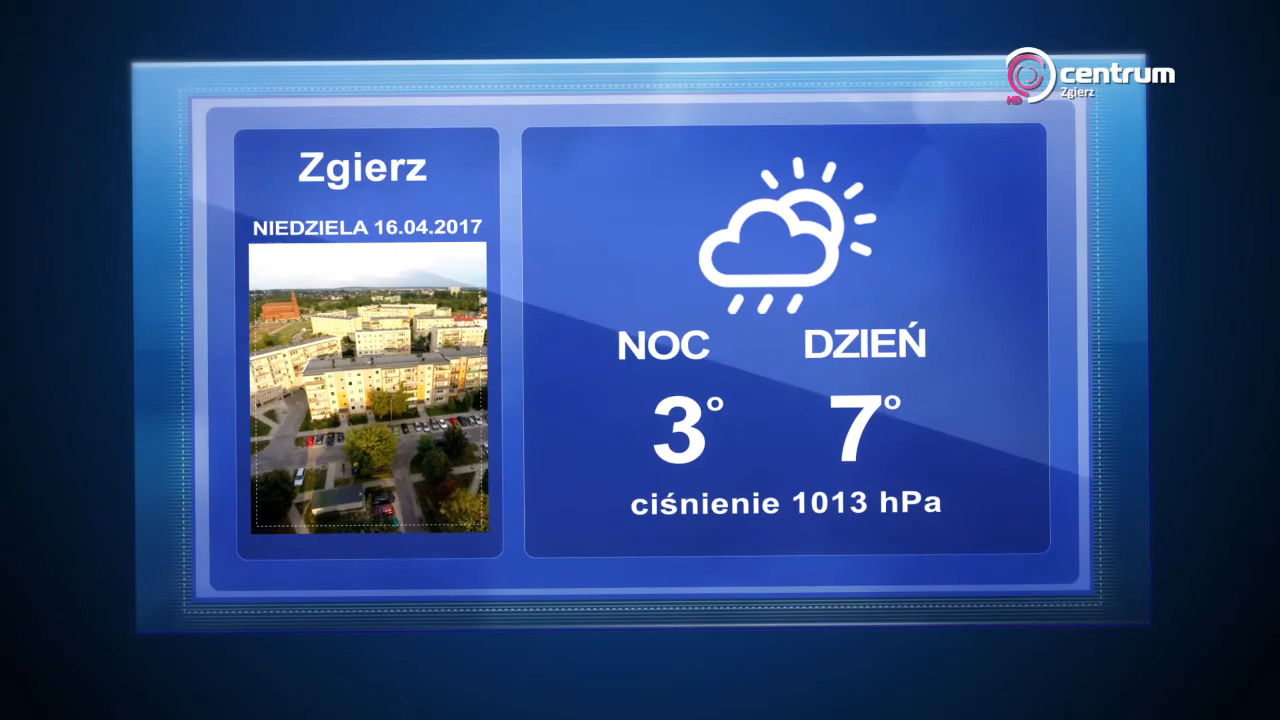 centrum
Zgierz
HD
Zgierz
NIEDZIELA 16.04.2017
NOC DZIEŃ
3° 7°
ciśnienie 1013 hPa